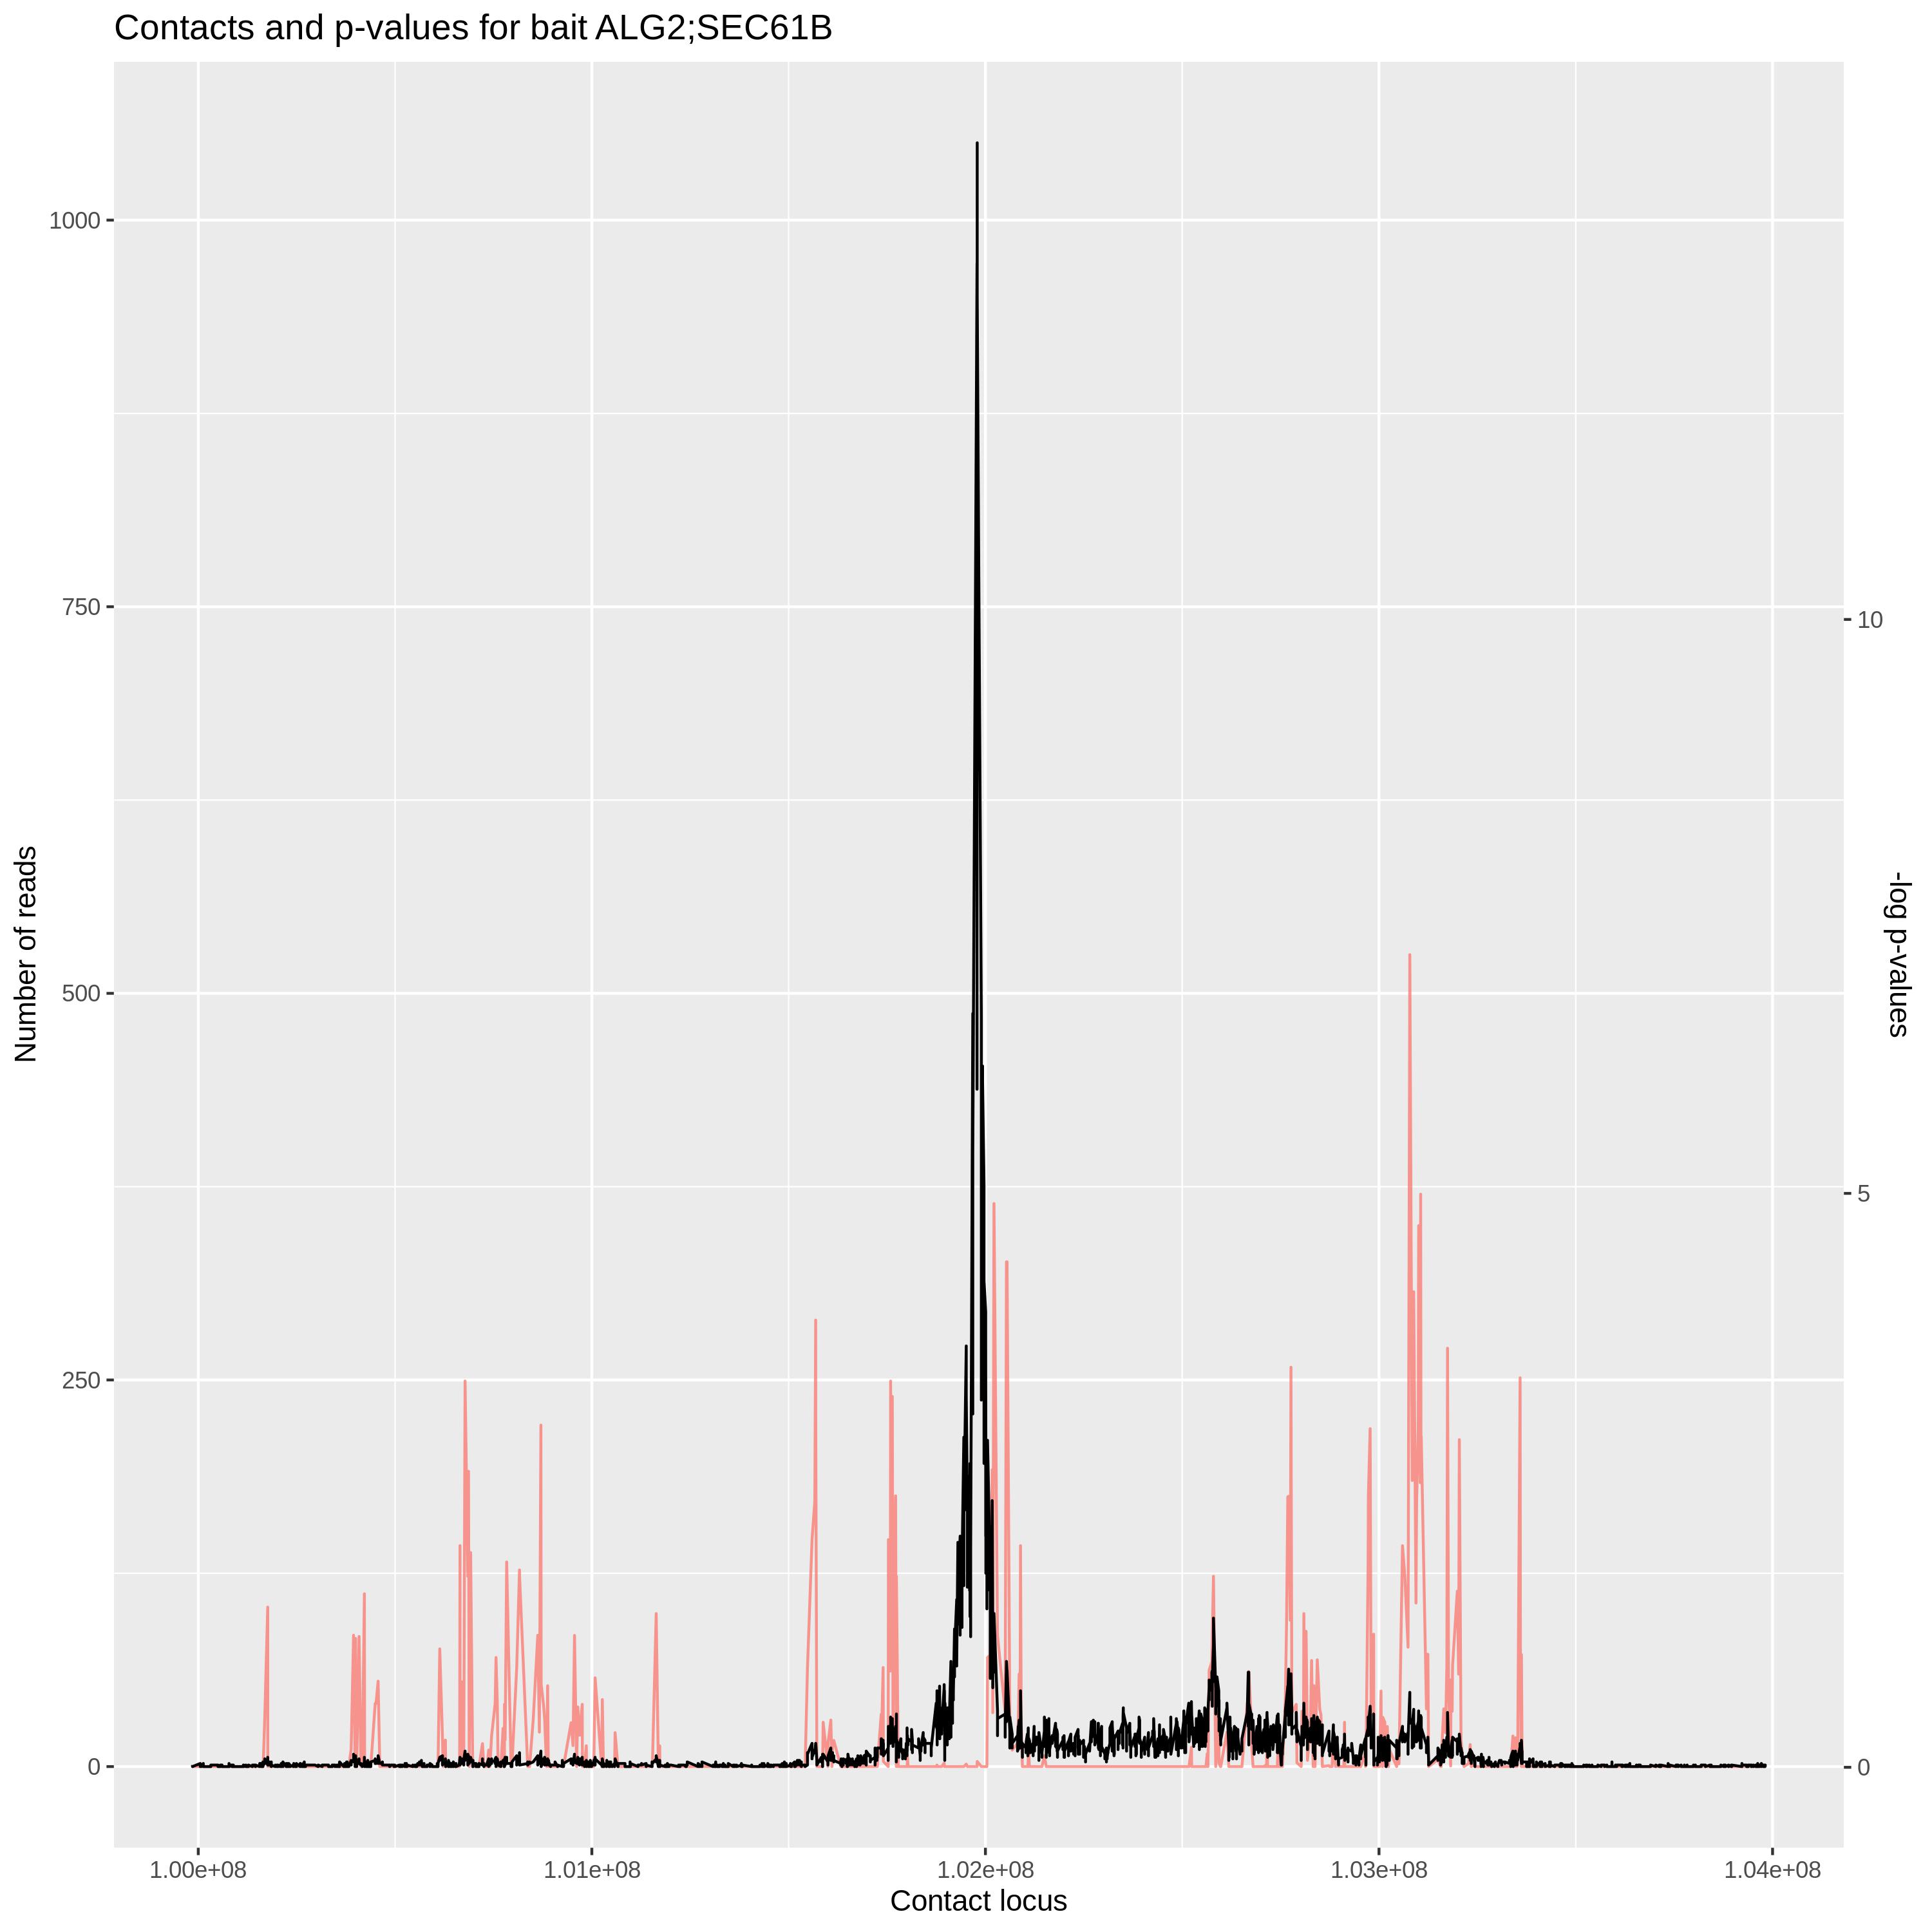 Contacts and p-values for bait ALG2;SEC61B
1000
750
500
250
0
Number of reads
10
5
0
-log p-values
1.00e+08
1.01e+08
1.02e+08
1.03e+08
1.04e+08
Contact locus